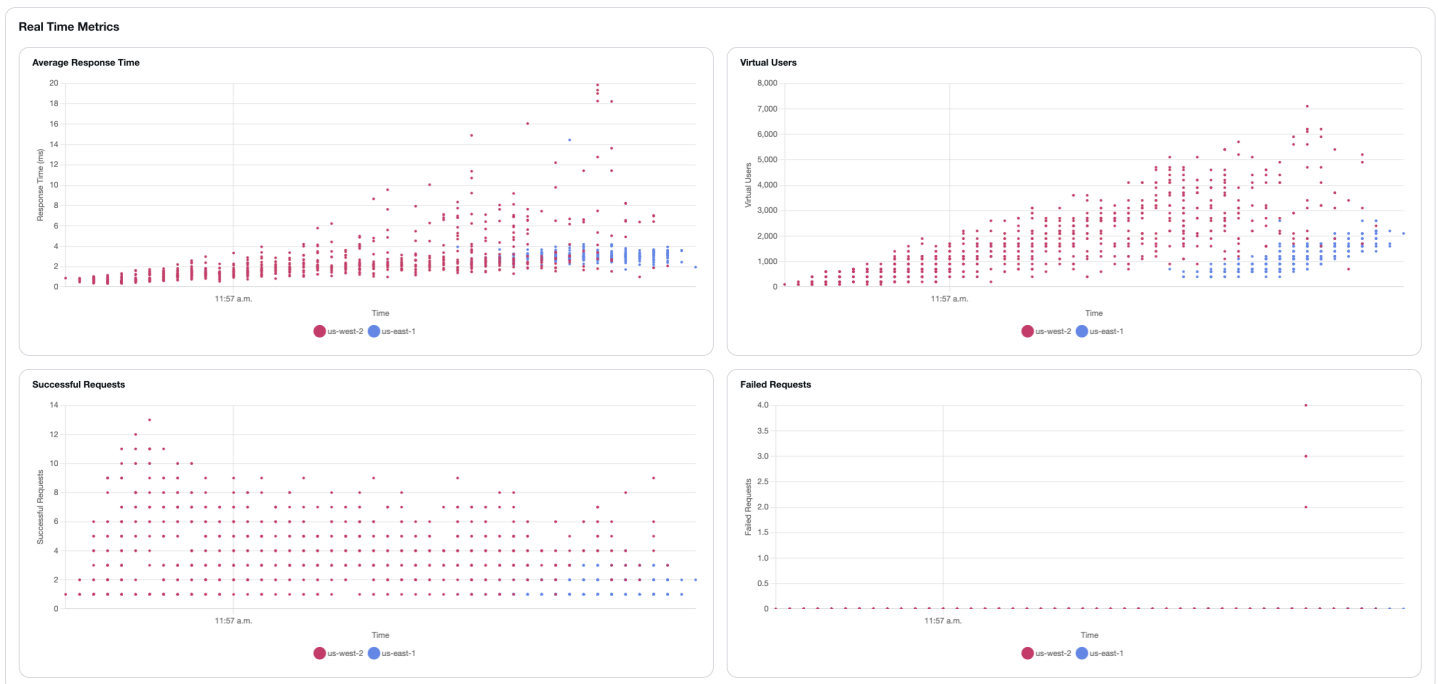 Real Time Metrics
Average Response Time
20
18
16
14
12
10
8
6
4
2
0
Response Time (ms)
11:57 a.m.
Time
us-west-2 us-east-1
Virtual Users
8,000
7,000
6,000
5,000
4,000
3,000
2,000
1,000
0
Virtual Users
11:57 a.m.
Time
us-west-2 us-east-1
Successful Requests
14
12
10
8
6
4
2
0
Successful Requests
11:57 a.m.
Time
us-west-2 us-east-1
Failed Requests
4.0
3.5
3.0
2.5
2.0
1.5
1.0
0.5
0
Failed Requests
11:57 a.m.
Time
us-west-2 us-east-1